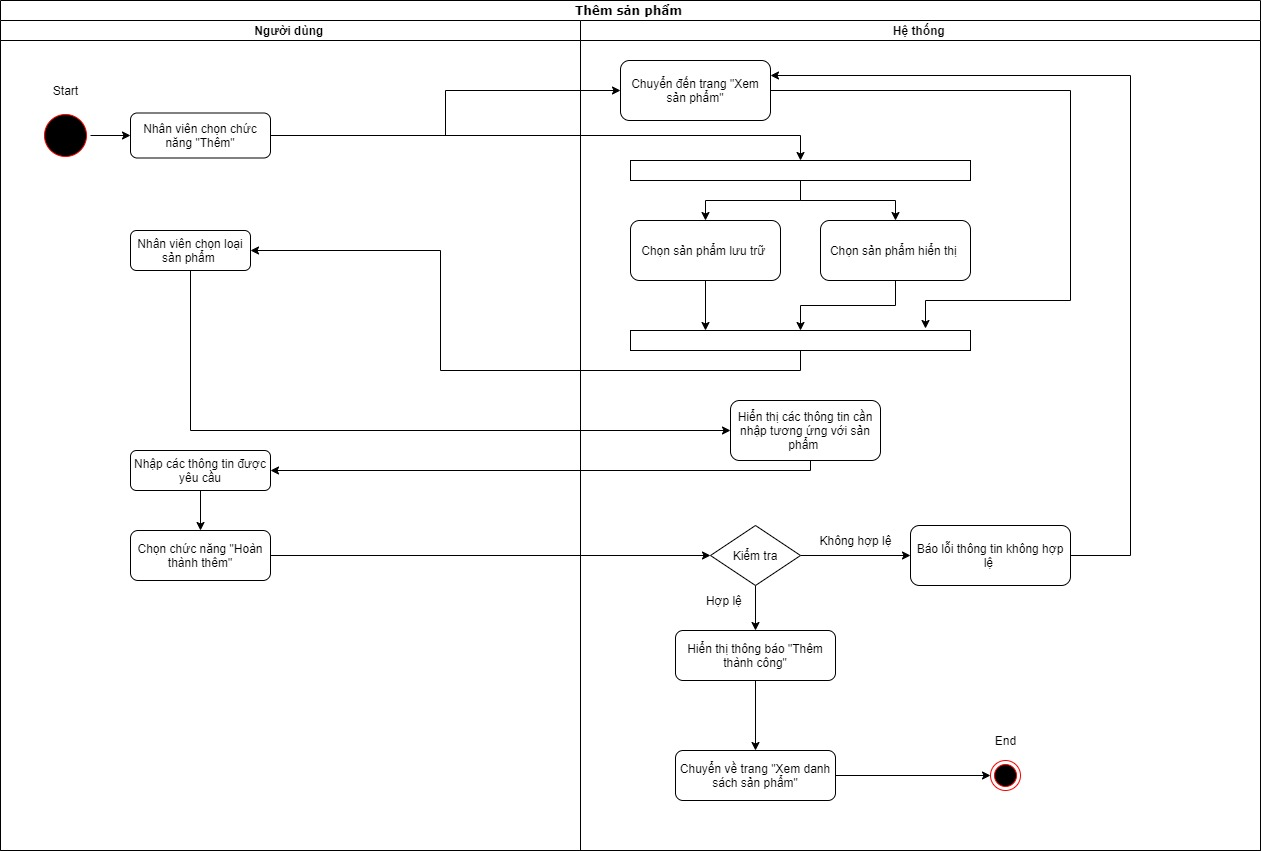 Thêm sản phẩm
Người dùng
Hệ thống
Start
Chuyển đến trang "Xem
sản phẩm"
Nhân viên chọn chức
năng "Thêm"
Nhân viên chọn loại
sản phẩm
Chọn sản phẩm lưu trữ
Chọn sản phẩm hiển thị
Hiển thị các thông tin cần
nhập tương ứng với sản
phẩm
Nhập các thông tin được
yêu cầu
Chọn chức năng "Hoàn
thành thêm"
Kiểm tra
Không hợp lệ
Báo lỗi thông tin không hợp
lệ
Hợp lệ
Hiển thị thông báo "Thêm
thành công"
Chuyển về trang "Xem danh
sách sản phẩm"
End